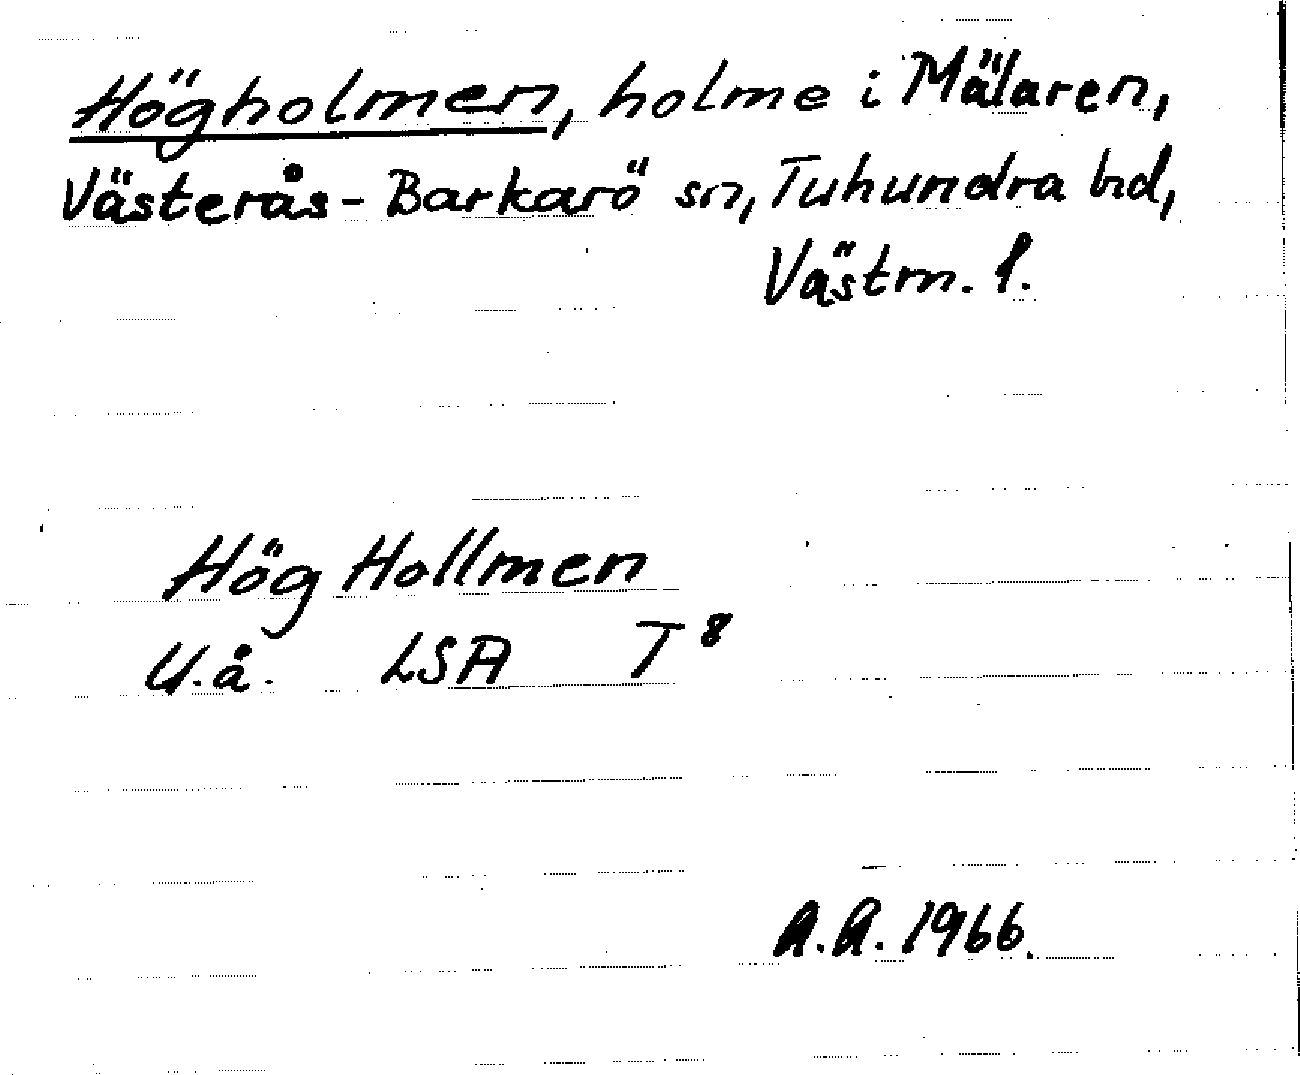 Högholmen, holme i Mälaren,
Västerås-Barkarö sn, Tuhundra hd,
Västm. l.
Hög Hollmen
U.å. LSA T⁸
A.A. 1966.